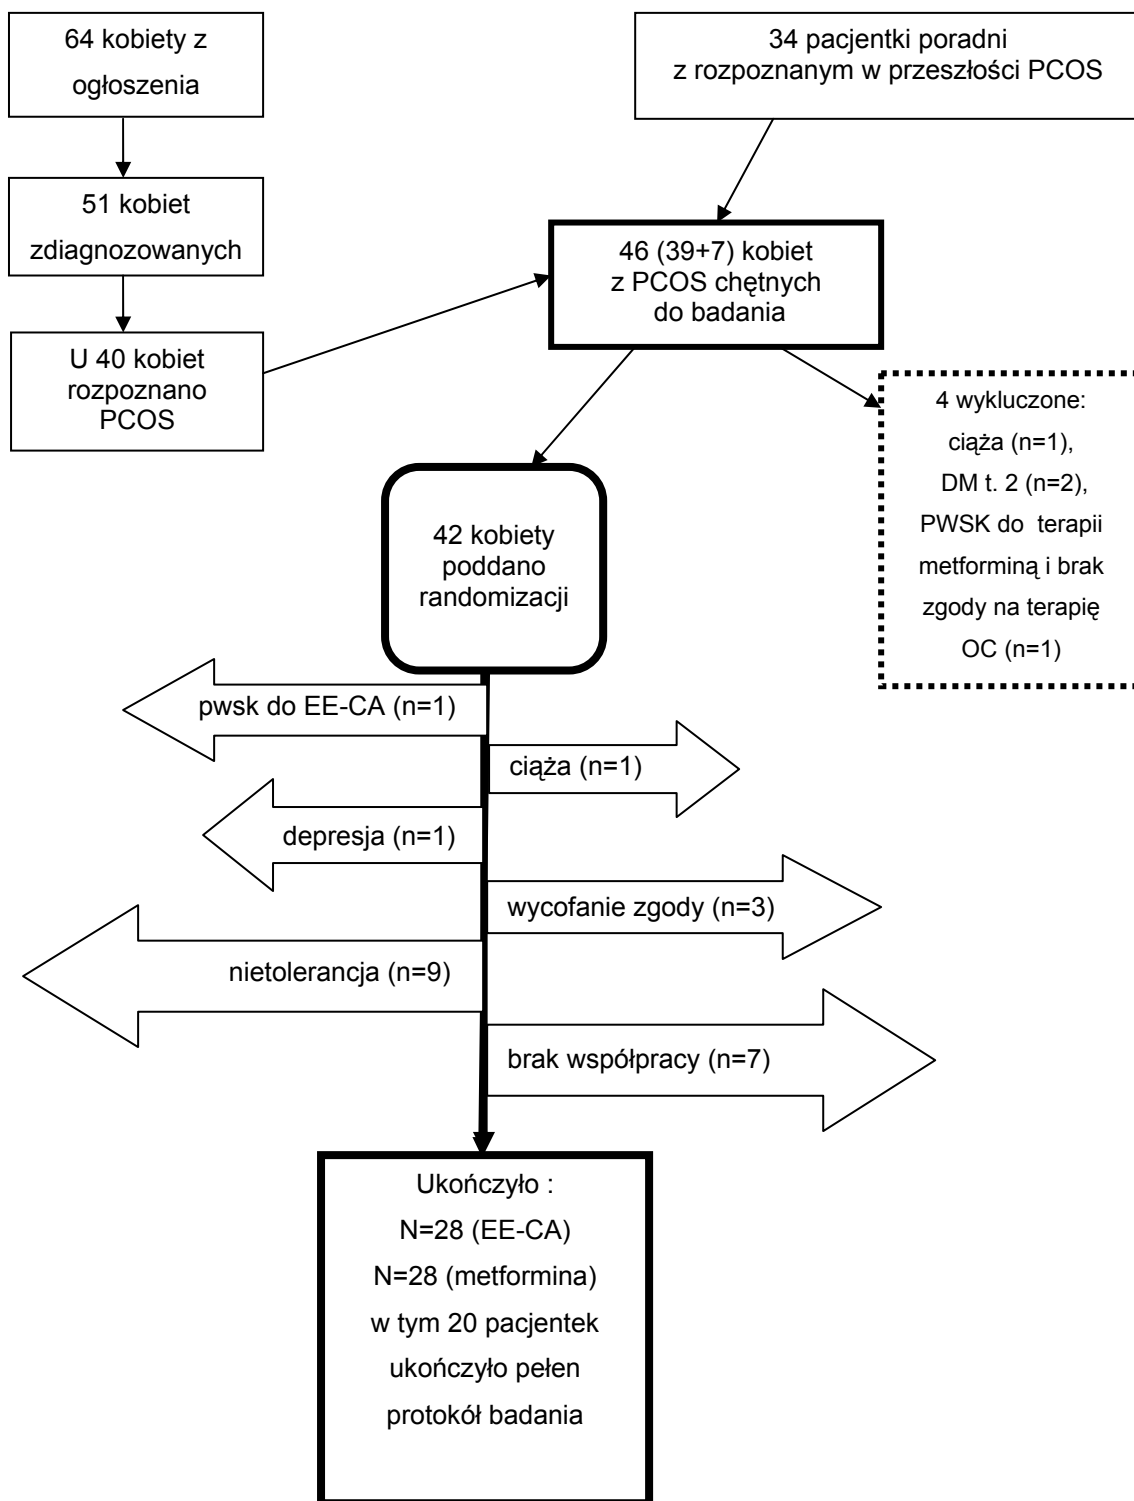 64 kobiety z
ogłoszenia
34 pacjentki poradni
z rozpoznanym w przeszłości PCOS
51 kobiet
zdiagnozowanych
46 (39+7) kobiet
z PCOS chętnych
do badania
U 40 kobiet
rozpoznano
PCOS
4 wykluczone:
ciąża (n=1),
DM t. 2 (n=2),
PWSK do terapii
metforminą i brak
zgody na terapię
OC (n=1)
42 kobiety
poddano
randomizacji
pwsk do EE-CA (n=1)
ciąża (n=1)
depresja (n=1)
wycofanie zgody (n=3)
nietolerancja (n=9)
brak współpracy (n=7)
Ukończyło :
N=28 (EE-CA)
N=28 (metformina)
w tym 20 pacjentek
ukończyło pełen
protokół badania